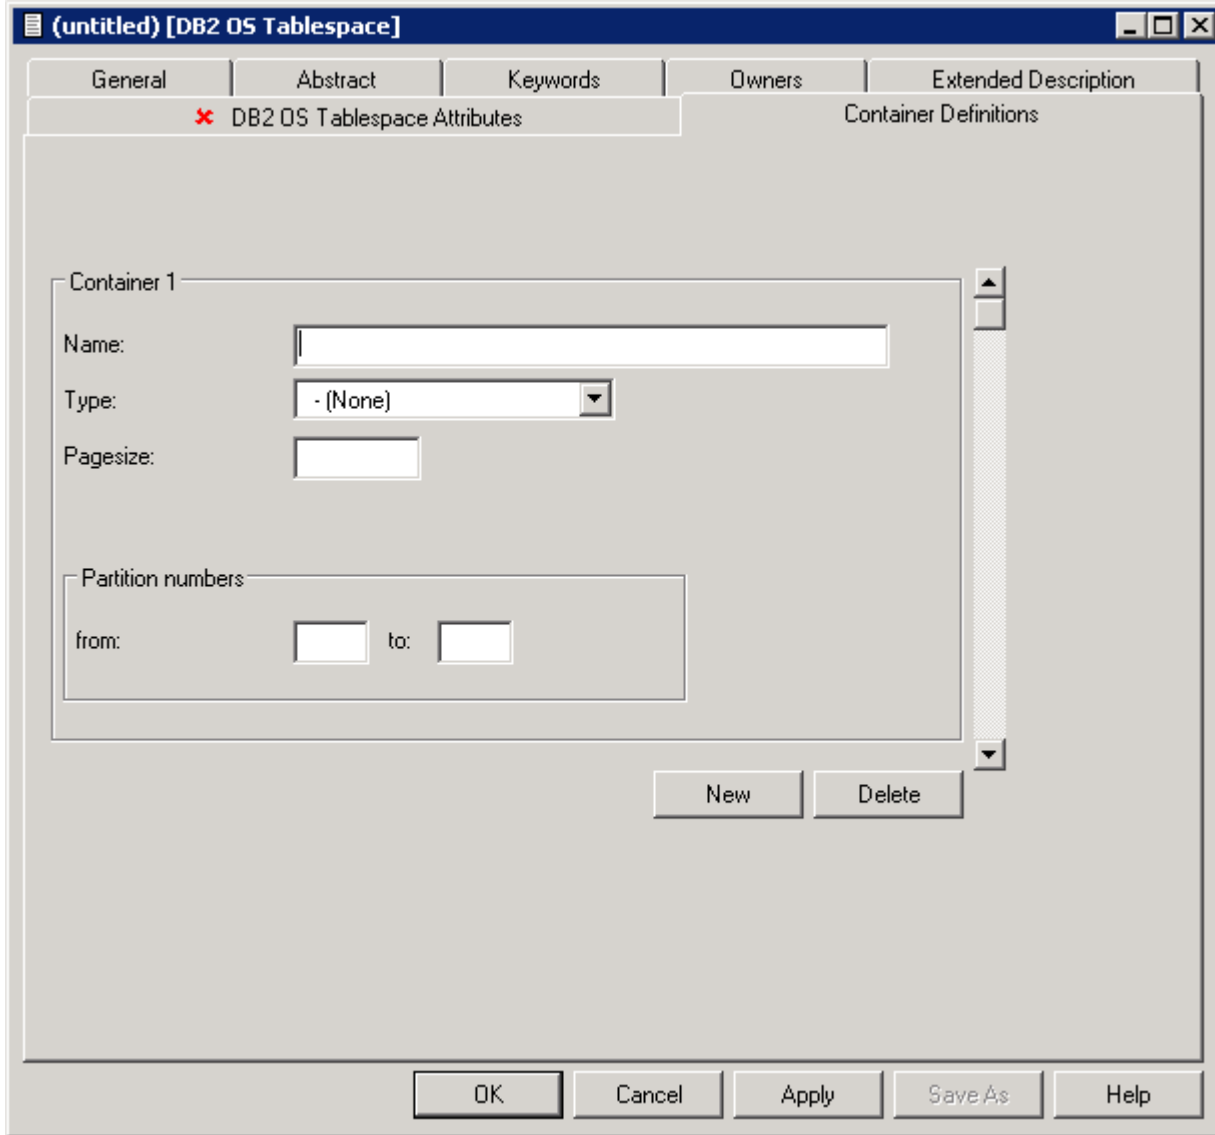 (untitled) [DB2 OS Tablespace]
General Abstract Keywords Owners Extended Description
DB2 OS Tablespace Attributes Container Definitions
Container 1
Name:
Type: - (None)
Pagesize:
Partition numbers
from: to:
New Delete
OK Cancel Apply Save As Help